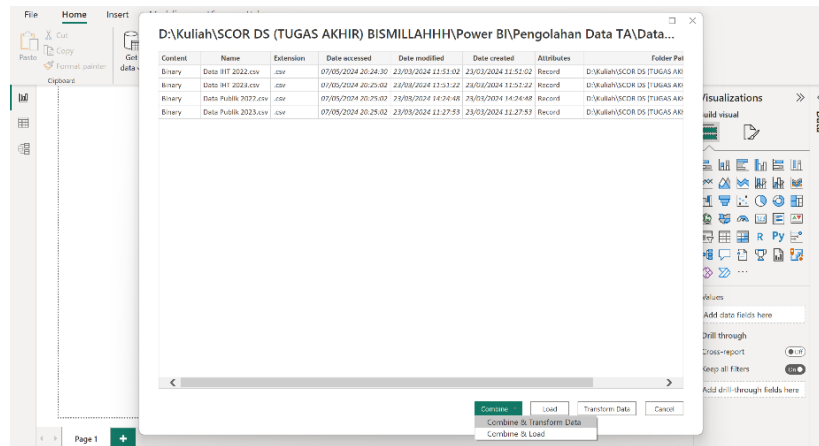 File Home Insert
Paste
Cut
Copy
Format painter
Clipboard
Get
data
D:\Kuliah\SCOR DS (TUGAS AKHIR) BISMILLAHHH\Power BI\Pengolahan Data TA\Data...
Content Name Extension Date accessed Date modified Date created Attributes Folder Pat
Binary Data IHT 2022.csv .csv 07/05/2024 20:24:30 23/03/2024 11:51:02 23/03/2024 11:51:02 Record D:\Kuliah\SCOR DS (TUGAS AKH
Binary Data IHT 2023.csv .csv 07/05/2024 20:25:02 23/03/2024 11:51:22 23/03/2024 11:51:22 Record D:\Kuliah\SCOR DS (TUGAS AKH
Binary Data Publik 2022.csv .csv 07/05/2024 20:25:02 23/03/2024 14:24:48 23/03/2024 14:24:48 Record D:\Kuliah\SCOR DS (TUGAS AKH
Binary Data Publik 2023.csv .csv 07/05/2024 20:25:02 23/03/2024 11:27:53 23/03/2024 11:27:53 Record D:\Kuliah\SCOR DS (TUGAS AKH
Combine Load Transform Data Cancel
Combine & Transform Data
Combine & Load
Visualizations
build visual
R Py
Values
Add data fields here
Drill through
Cross-report Off
Keep all filters On
Add drill-through fields here
Page 1